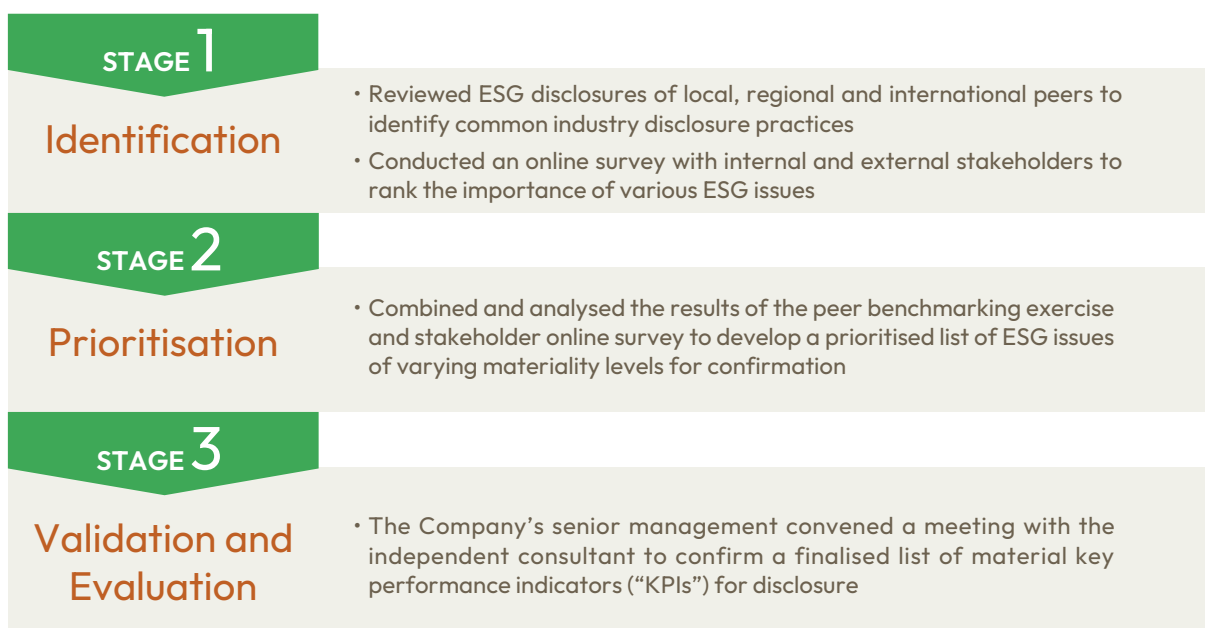 STAGE 1
Identification
• Reviewed ESG disclosures of local, regional and international peers to
identify common industry disclosure practices
• Conducted an online survey with internal and external stakeholders to
rank the importance of various ESG issues
STAGE 2
Prioritisation
• Combined and analysed the results of the peer benchmarking exercise
and stakeholder online survey to develop a prioritised list of ESG issues
of varying materiality levels for confirmation
STAGE 3
Validation and
Evaluation
• The Company’s senior management convened a meeting with the
independent consultant to confirm a finalised list of material key
performance indicators (“KPIs”) for disclosure